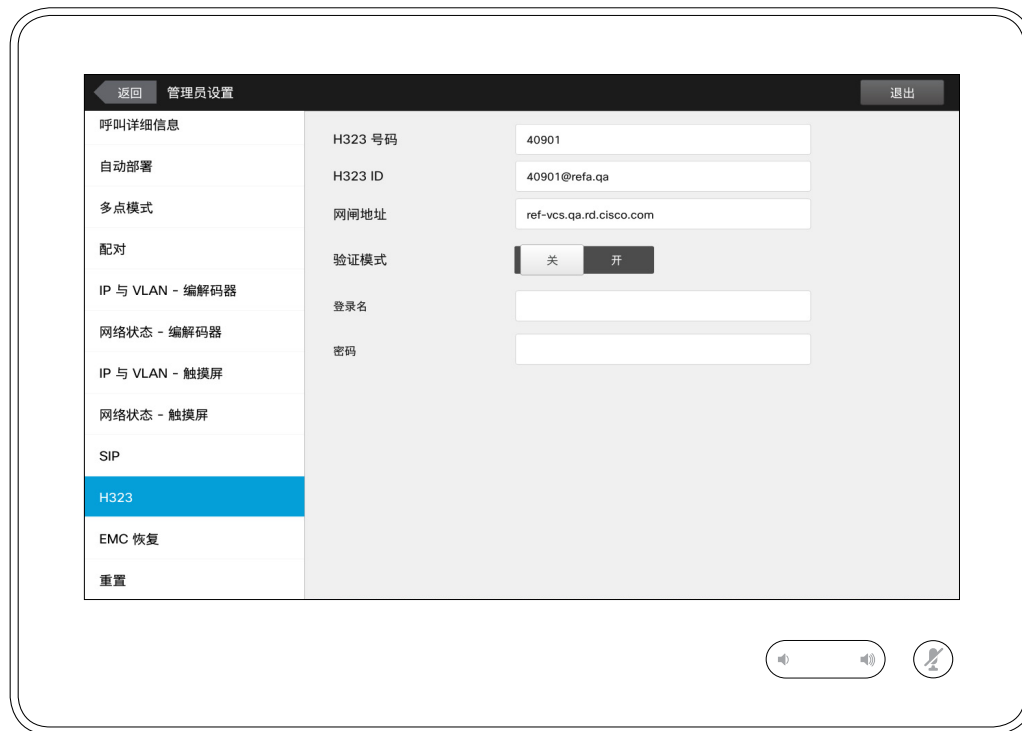 返回 管理员设置 退出
呼叫详细信息
自动部署
多点模式
配对
IP 与 VLAN - 编解码器
网络状态 - 编解码器
IP 与 VLAN - 触摸屏
网络状态 - 触摸屏
SIP
H323
EMC 恢复
重置
H323 号码 40901
H323 ID 40901@refa.qa
网闸地址 ref-vcs.qa.rd.cisco.com
验证模式 关 开
登录名
密码